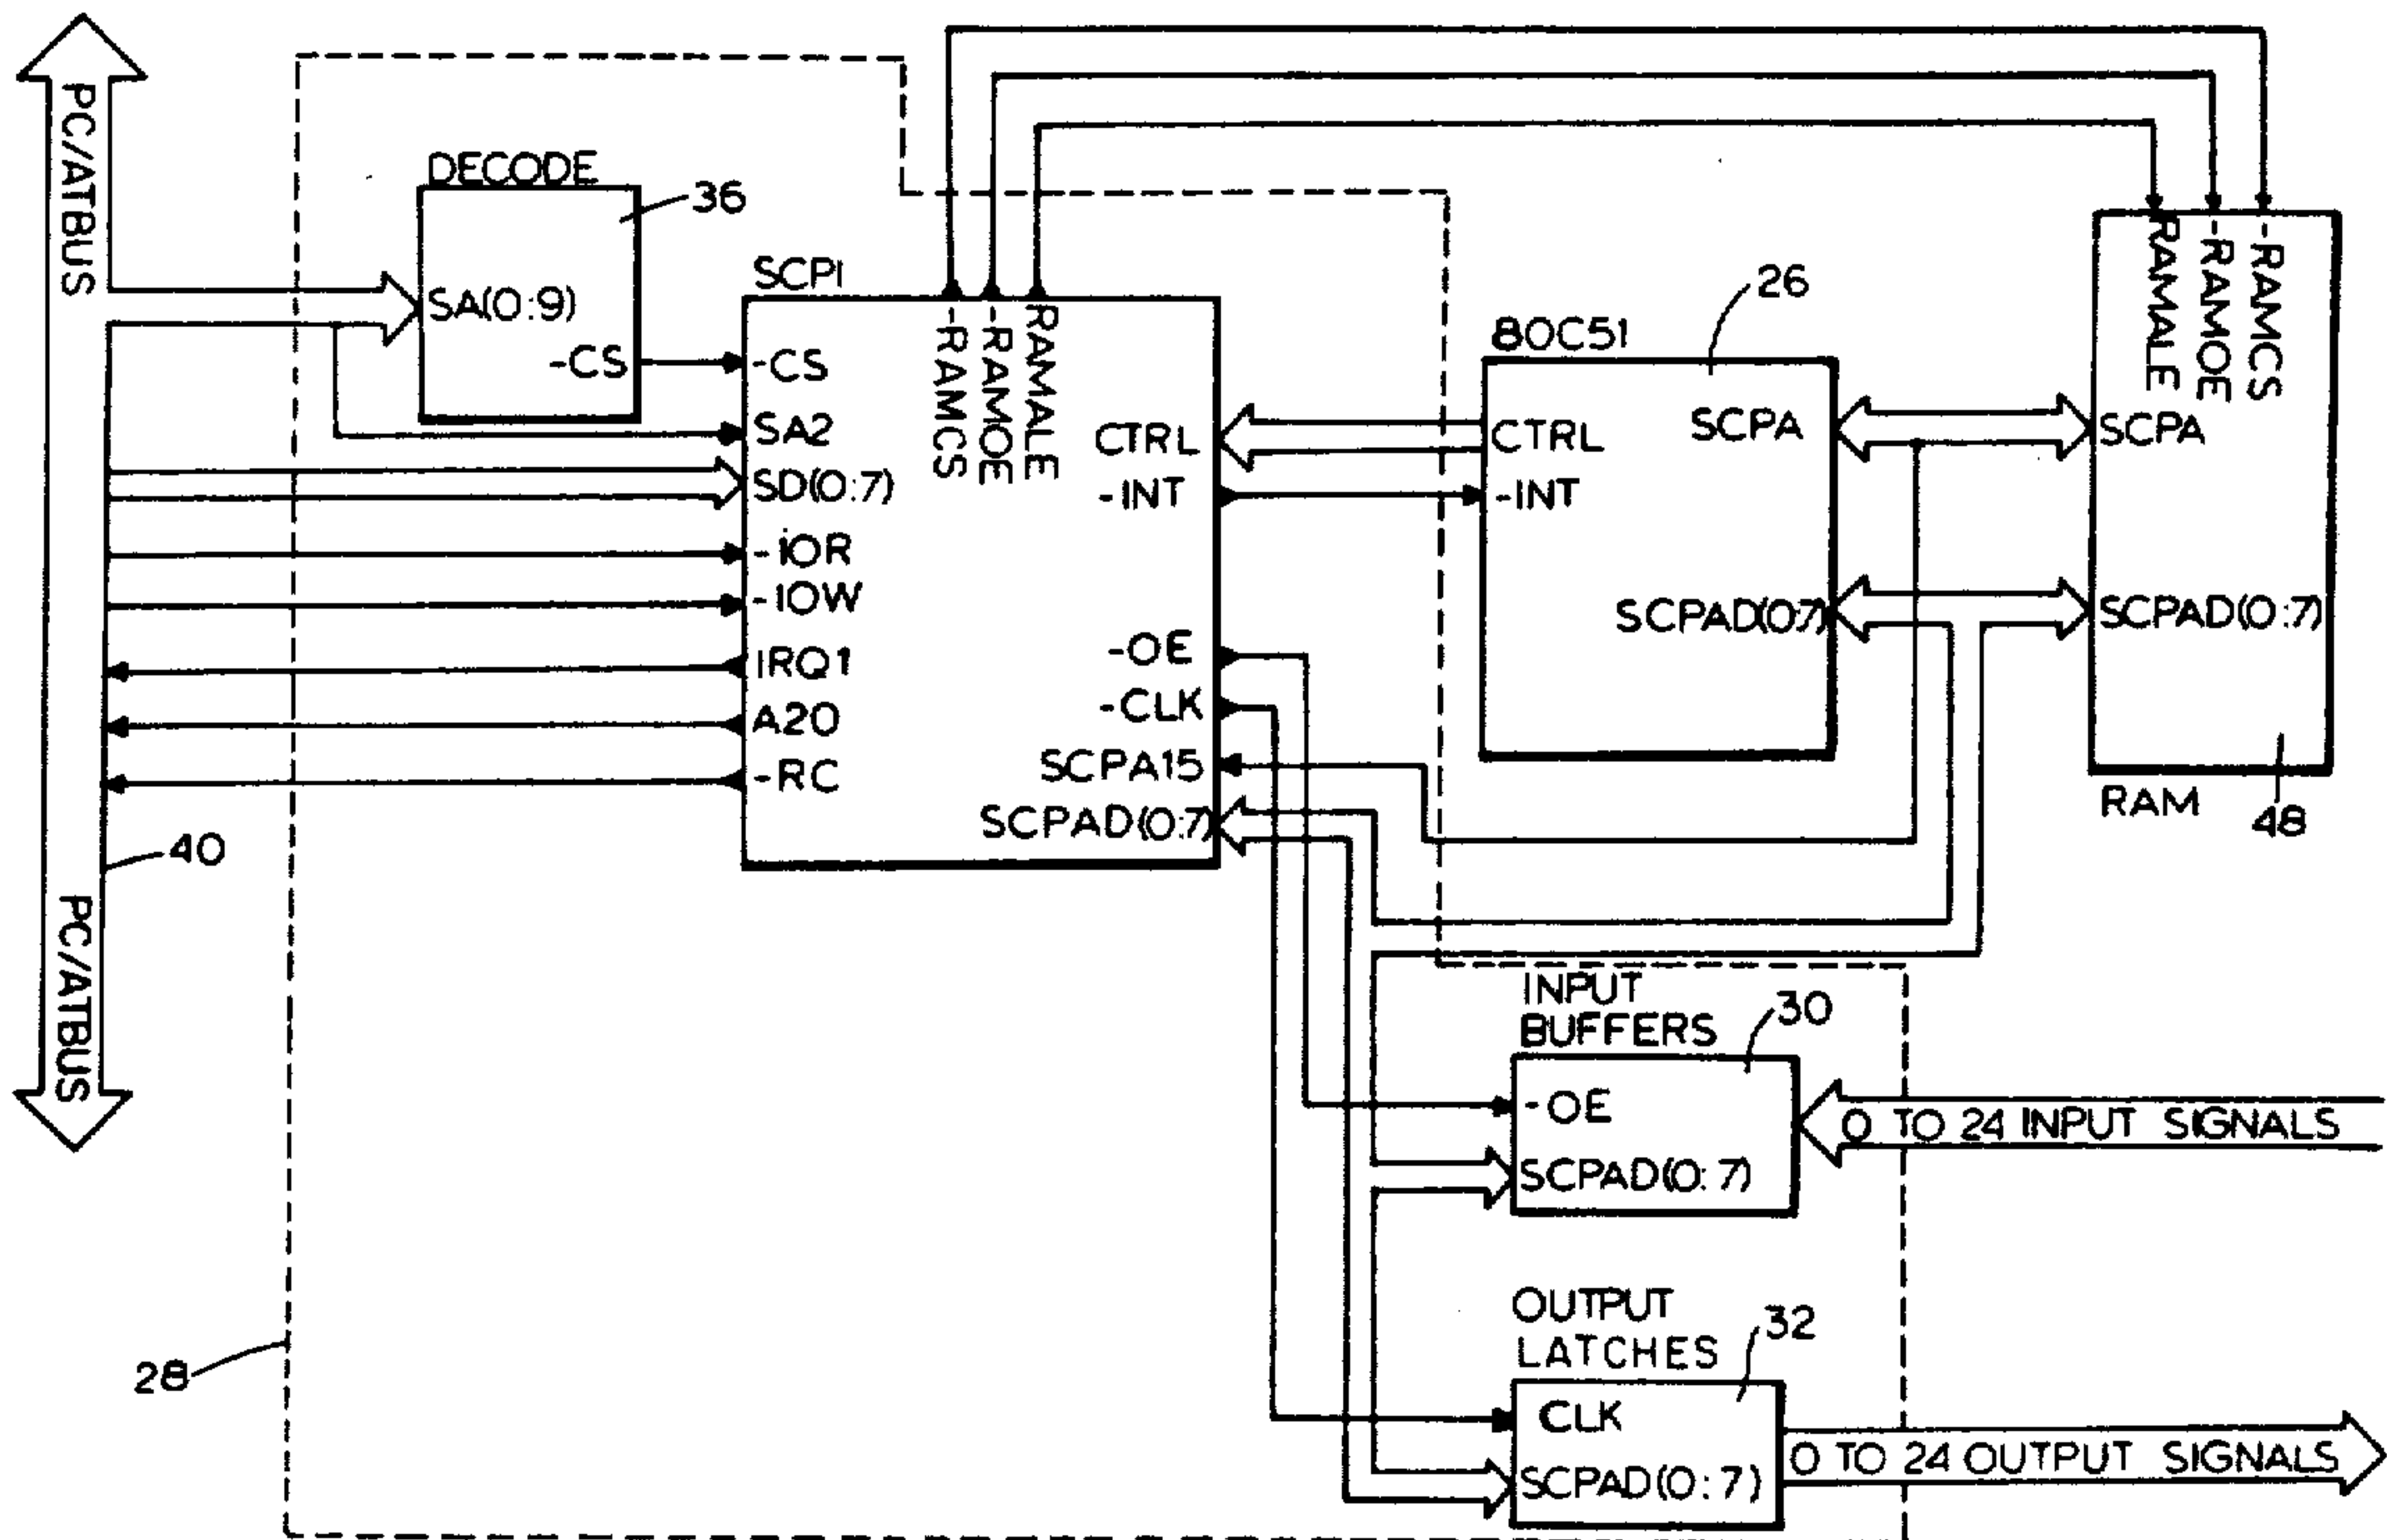 PC/ATBUS
DECODE
36
SA(0:9)
-CS
SCPI
-RAMCS
-RAMOE
RAMALE
-CS
SA2
SD(0:7)
-IOR
-IOW
IRQ1
A20
-RC
CTRL
-INT
-OE
-CLK
SCPA15
SCPAD(0:7)
80C51
26
CTRL
-INT
SCPA
SCPAD(0:7)
RAMALE
-RAMOE
-RAMCS
SCPA
SCPAD(0:7)
RAM
48
40
PC/ATBUS
28
INPUT
BUFFERS
30
-OE
SCPAD(0:7)
0 TO 24 INPUT SIGNALS
OUTPUT
LATCHES
32
CLK
SCPAD(0:7)
0 TO 24 OUTPUT SIGNALS